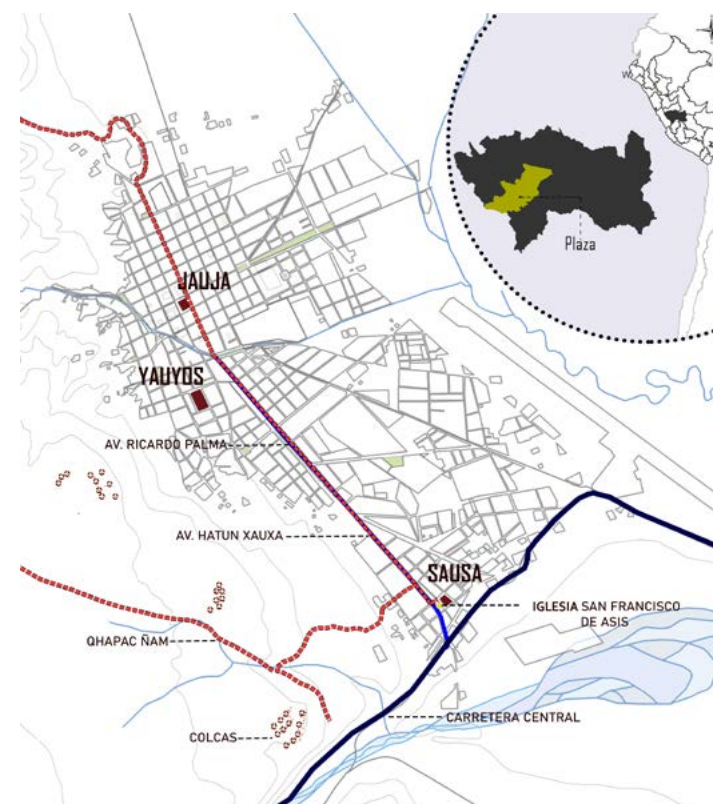 Plaza
JAUJA
YAUYOS
AV. RICARDO PALMA
AV. HATUN XAUXA
SAUSA
IGLESIA SAN FRANCISCO
DE ASIS
QHAPAC ÑAM
CARRETERA CENTRAL
COLCAS